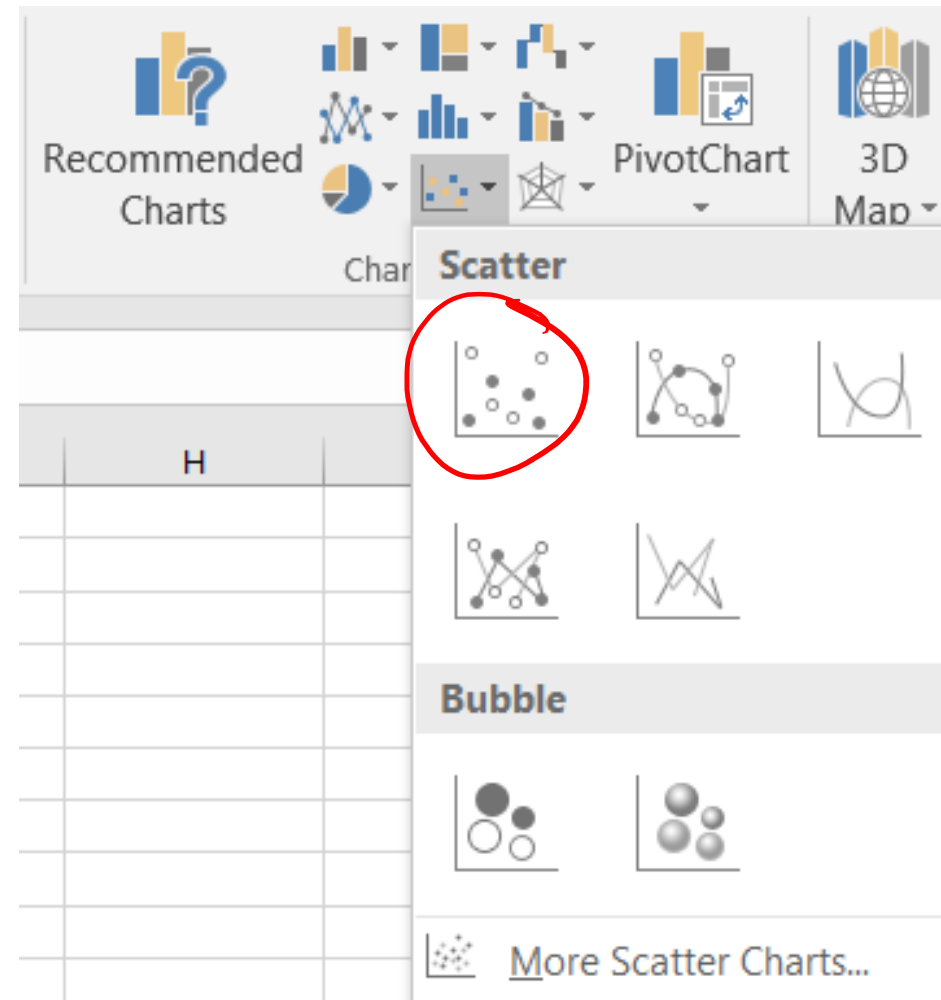 Recommended
Charts
PivotChart
3D
Map
Char
Scatter
H
Bubble
More Scatter Charts...